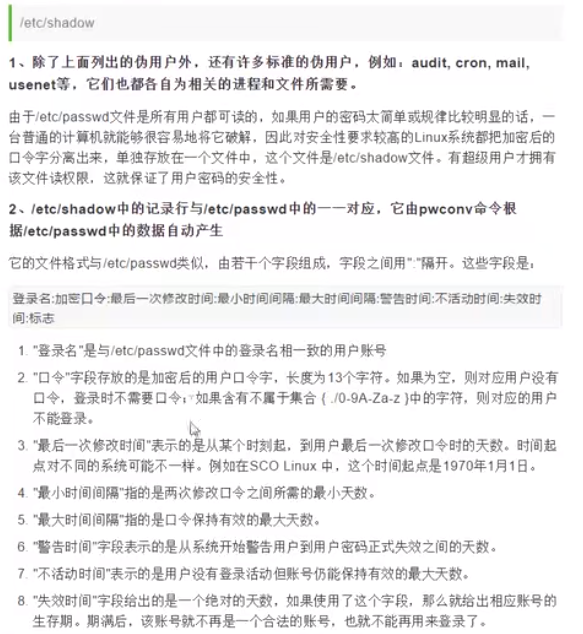 /etc/shadow
1、除了上面列出的伪用户外，还有许多标准的伪用户，例如：audit, cron, mail,
usenet等，它们也都各自为相关的进程和文件所需要。
由于/etc/passwd文件是所有用户都可读的，如果用户的密码太简单或规律比较明显的话，一
台普通的计算机就能够很容易地将它破解，因此对安全性要求较高的Linux系统都把加密后的
口令字分离出来，单独存放在一个文件中，这个文件是/etc/shadow文件。有超级用户才拥有
该文件读权限，这就保证了用户密码的安全性。
2、/etc/shadow中的记录行与/etc/passwd中的一一对应，它由pwconv命令根
据/etc/passwd中的数据自动产生
它的文件格式与/etc/passwd类似，由若干个字段组成，字段之间用":"隔开。这些字段是：
登录名:加密口令:最后一次修改时间:最小时间间隔:最大时间间隔:警告时间:不活动时间:失效时
间:标志
1. "登录名"是与/etc/passwd文件中的登录名相一致的用户账号
2. "口令"字段存放的是加密后的用户口令字，长度为13个字符。如果为空，则对应用户没有
口令，登录时不需要口令；如果含有不属于集合 { ./0-9A-Za-z }中的字符，则对应的用户
不能登录。
3. "最后一次修改时间"表示的是从某个时刻起，到用户最后一次修改口令时的天数。时间起
点对不同的系统可能不一样。例如在SCO Linux 中，这个时间起点是1970年1月1日。
4. "最小时间间隔"指的是两次修改口令之间所需的最小天数。
5. "最大时间间隔"指的是口令保持有效的最大天数。
6. "警告时间"字段表示的是从系统开始警告用户到用户密码正式失效之间的天数。
7. "不活动时间"表示的是用户没有登录活动但账号仍能保持有效的最大天数。
8. "失效时间"字段给出的是一个绝对的天数，如果使用了这个字段，那么就给出相应账号的
生存期。期满后，该账号就不再是一个合法的账号，也就不能再用来登录了。